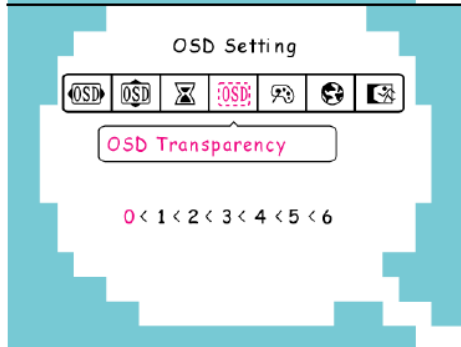 OSD Setting
OSD OSD OSD
OSD Transparency
0 < 1 < 2 < 3 < 4 < 5 < 6